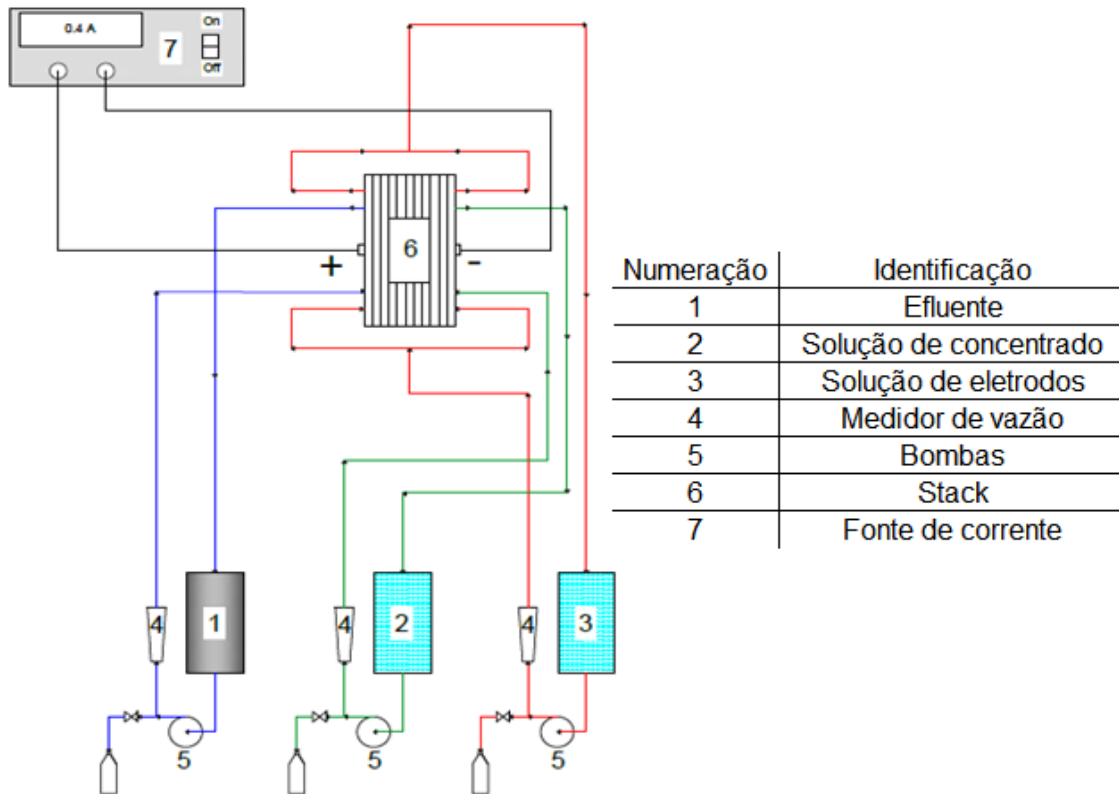 0.4 A
7
On
Off
6
+
-
4
1
4
2
4
3
5
5
5
Numeração Identificação
1 Efluente
2 Solução de concentrado
3 Solução de eletrodos
4 Medidor de vazão
5 Bombas
6 Stack
7 Fonte de corrente